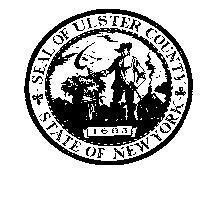 SEAL OF ULSTER COUNTY
STATE OF NEW YORK
1683